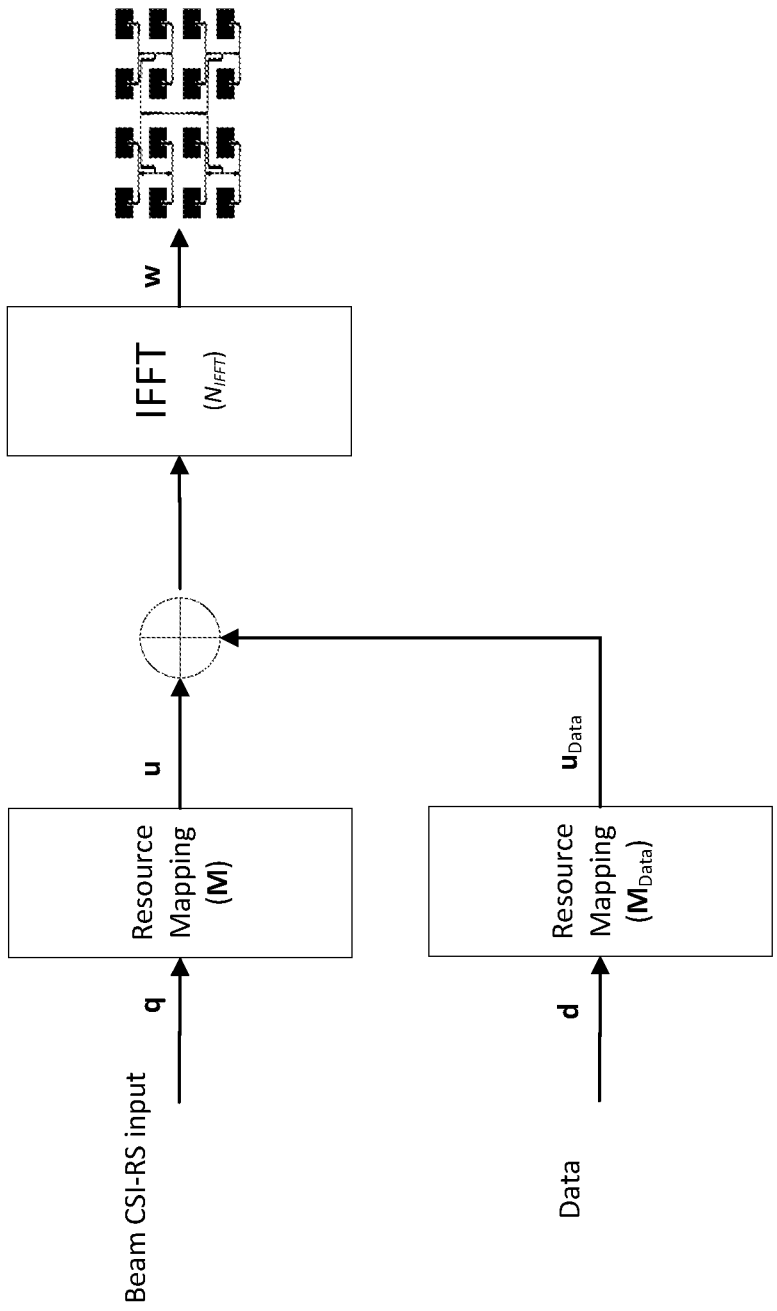 Beam CSI-RS input
q
Resource
Mapping
(M)
u
IFFT
(N_IFFT)
w
Data
d
Resource
Mapping
(M_Data)
u_Data